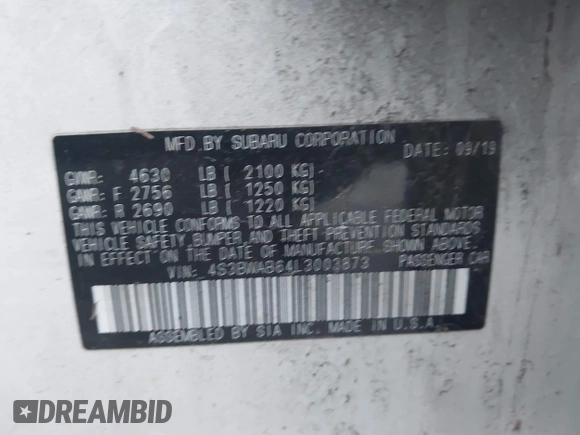 MFD.BY SUBARU CORPORATION
DATE: 09/19
GVWR: 4630 LB( 2100 KG)
GAWR: F 2756 LB( 1250 KG)
GAWR: R 2690 LB( 1220 KG)
THIS VEHICLE CONFORMS TO ALL APPLICABLE FEDERAL MOTOR
VEHICLE SAFETY, BUMPER AND THEFT PREVENTION STANDARDS
IN EFFECT ON THE DATE OF MANUFACTURE SHOWN ABOVE.
VIN: 4S3BWAB64L3003873 PASSENGER CAR
ASSEMBLED BY SIA INC. MADE IN U.S.A.
DREAMBID